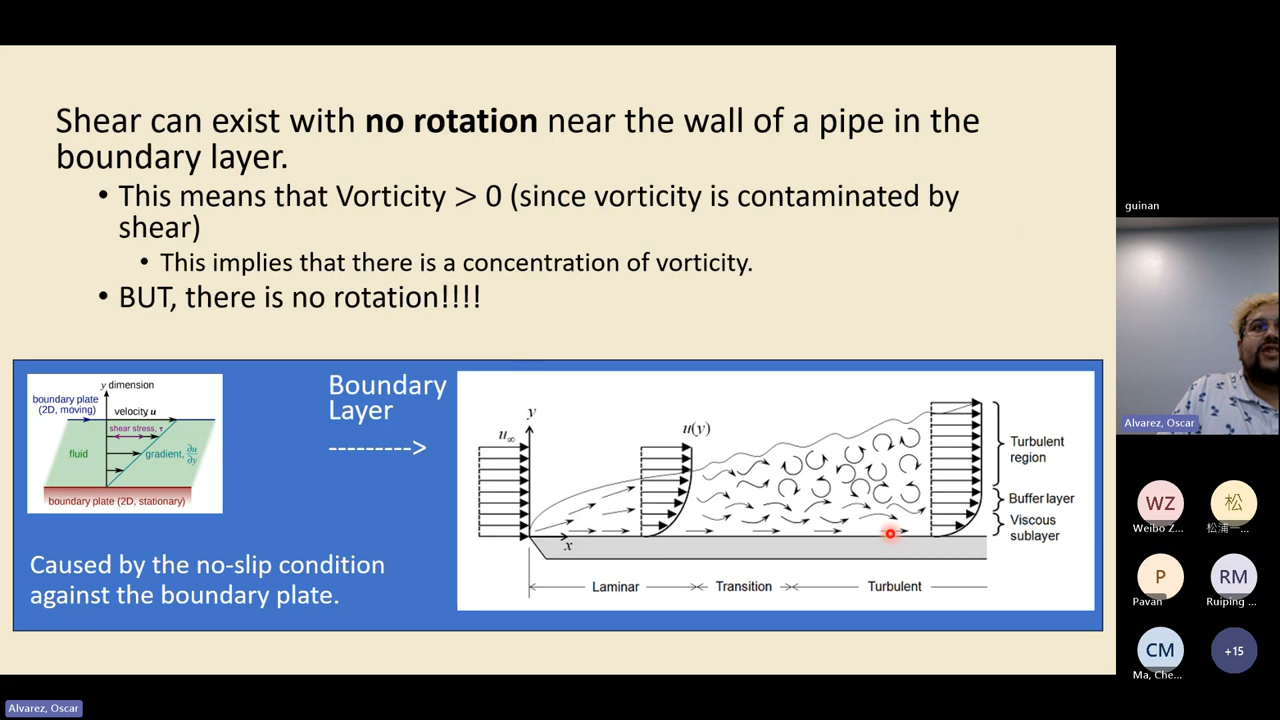 Shear can exist with no rotation near the wall of a pipe in the
boundary layer.
• This means that Vorticity > 0 (since vorticity is contaminated by
shear)
• This implies that there is a concentration of vorticity.
• BUT, there is no rotation!!!!
y dimension
boundary plate
(2D, moving)
velocity, u
shear stress, τ
fluid
gradient, ∂u/∂y
boundary plate (2D, stationary)
Caused by the no-slip condition
against the boundary plate.
Boundary
Layer
--------->
y
u∞
u(y)
x
Turbulent
region
Buffer layer
Viscous
sublayer
Laminar
Transition
Turbulent
guinan
Alvarez, Oscar
WZ
Weibo Z...
松
松浦一...
P
Pavan
RM
Ruiping ...
CM
Ma, Che...
+15
Alvarez, Oscar